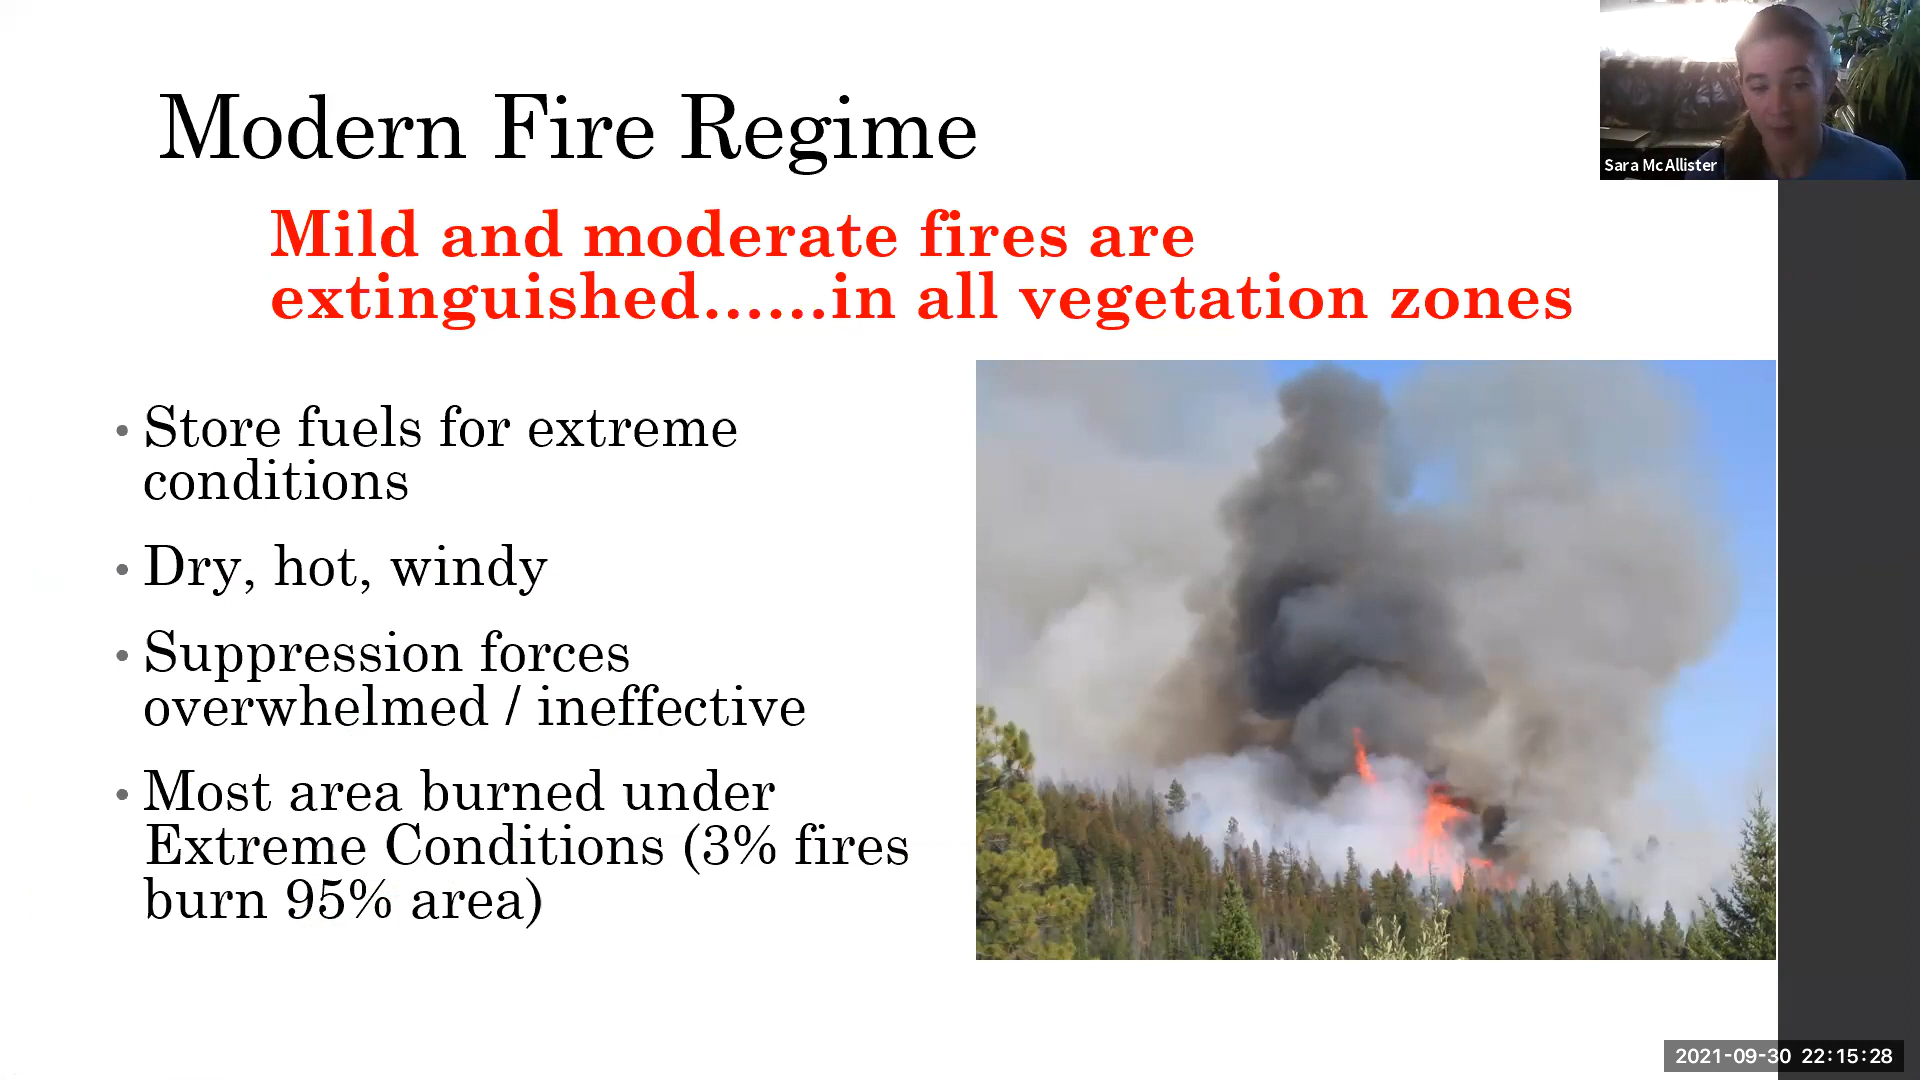 Modern Fire Regime
Sara McAllister
Mild and moderate fires are
extinguished......in all vegetation zones
• Store fuels for extreme
conditions
• Dry, hot, windy
• Suppression forces
overwhelmed / ineffective
• Most area burned under
Extreme Conditions (3% fires
burn 95% area)
2021-09-30 22:15:28